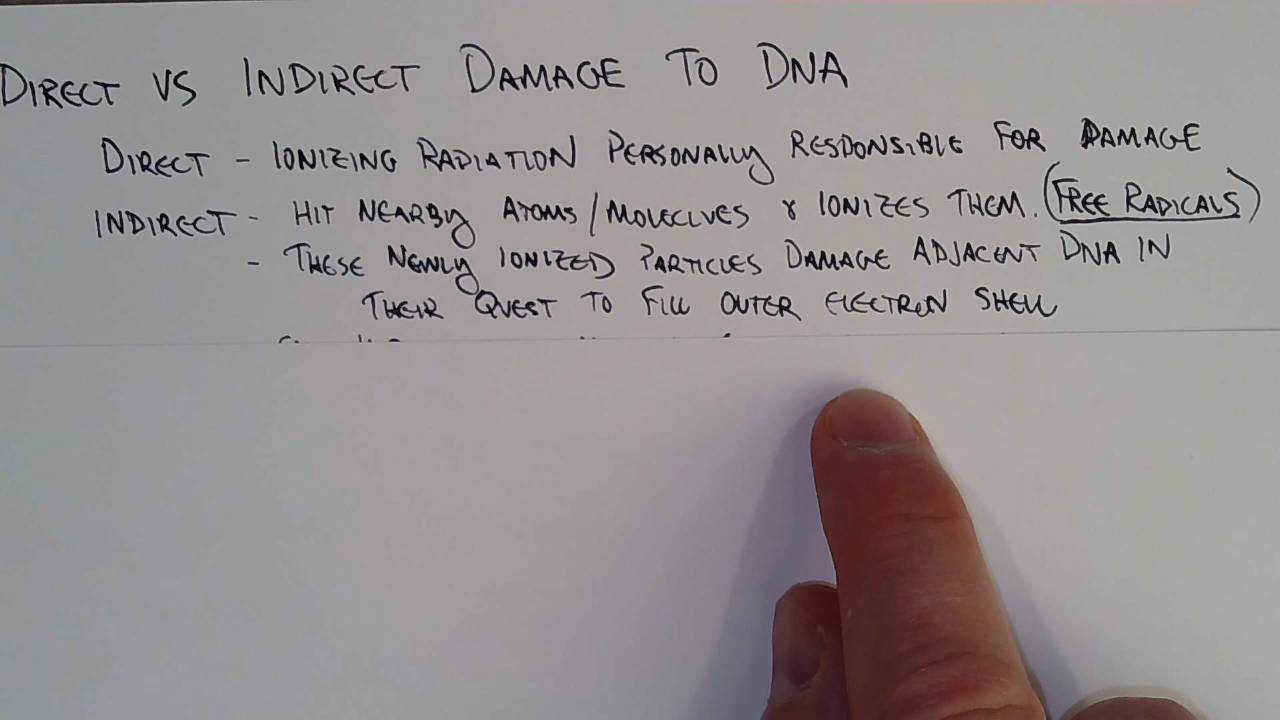 DIRECT VS INDIRECT DAMAGE TO DNA
DIRECT - IONIZING RADIATION PERSONALLY RESPONSIBLE FOR DAMAGE
INDIRECT - HIT NEARBY ATOMS/MOLECULES & IONIZES THEM. (FREE RADICALS)
- THESE NEWLY IONIZED PARTICLES DAMAGE ADJACENT DNA IN
THEIR QUEST TO FILL OUTER ELECTRON SHELL